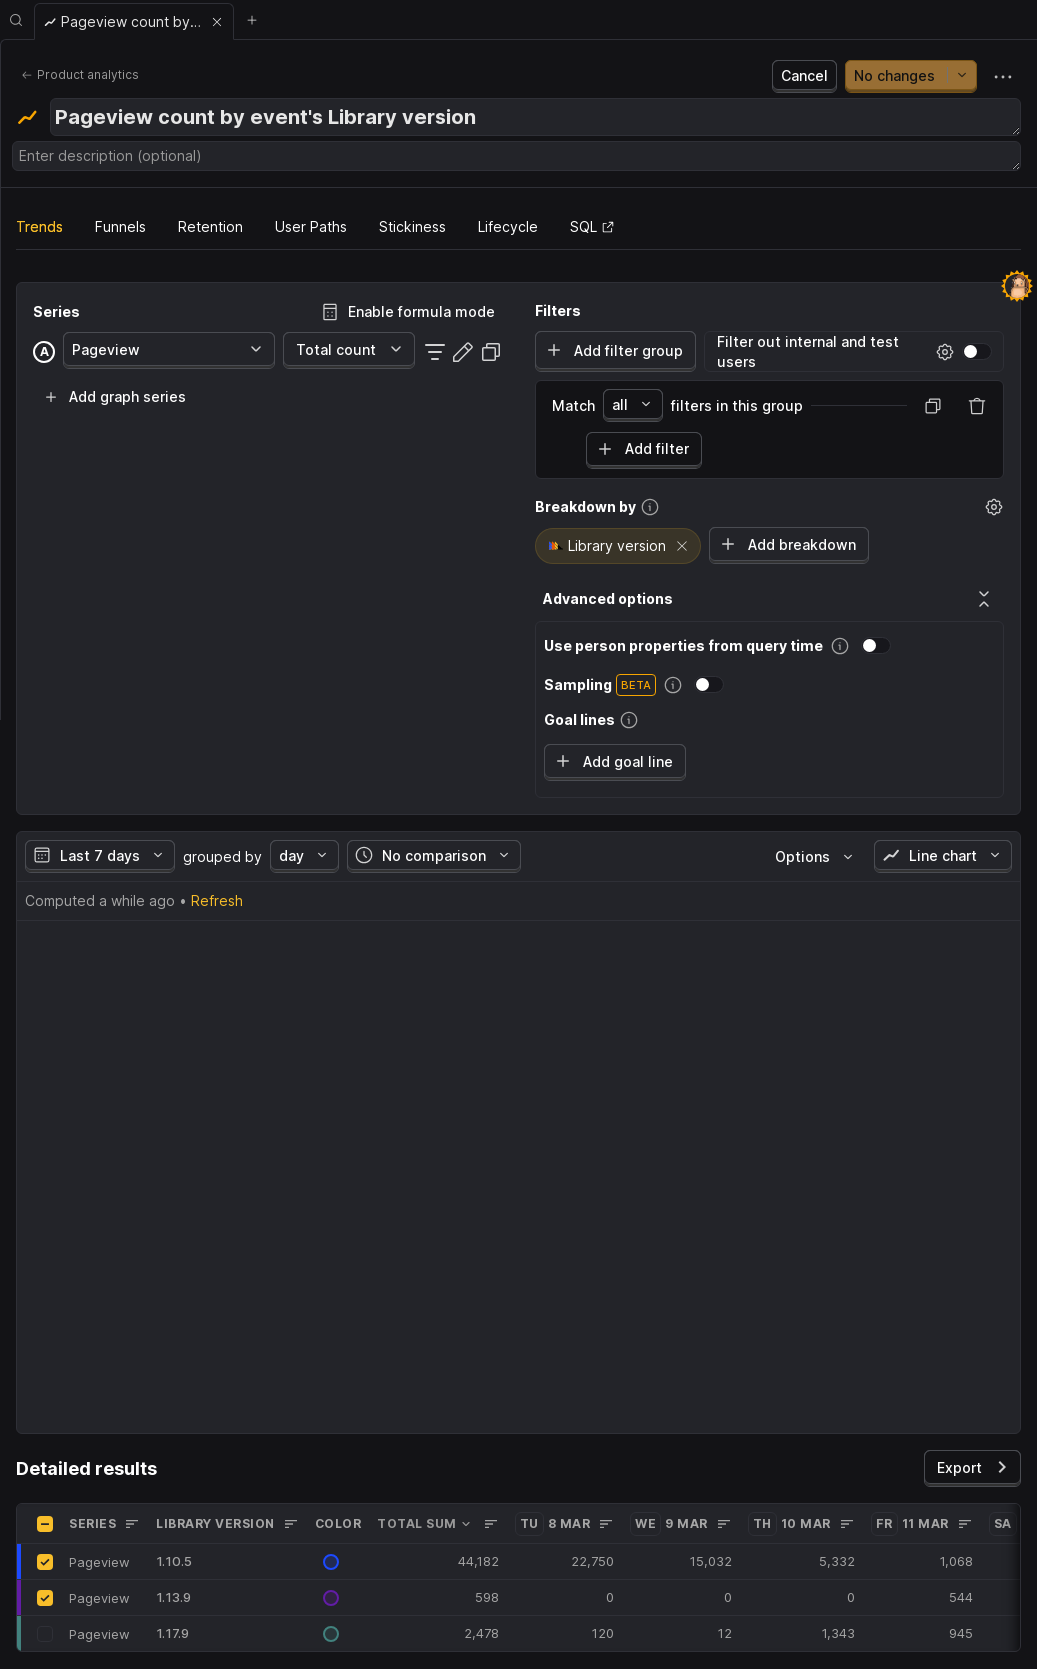 Pageview count by...
Product analytics
Cancel
No changes
Pageview count by event's Library version
Enter description (optional)
Trends Funnels Retention User Paths Stickiness Lifecycle SQL
Series
Enable formula mode
A Pageview Total count
Add graph series
Filters
Add filter group
Filter out internal and test
users
Match all filters in this group
Add filter
Breakdown by
Library version
Add breakdown
Advanced options
Use person properties from query time
Sampling BETA
Goal lines
Add goal line
Last 7 days grouped by day No comparison Options Line chart
Computed a while ago • Refresh
Detailed results
Export
SERIES LIBRARY VERSION COLOR TOTAL SUM TU 8 MAR WE 9 MAR TH 10 MAR FR 11 MAR SA
Pageview 1.10.5 44,182 22,750 15,032 5,332 1,068
Pageview 1.13.9 598 0 0 0 544
Pageview 1.17.9 2,478 120 12 1,343 945